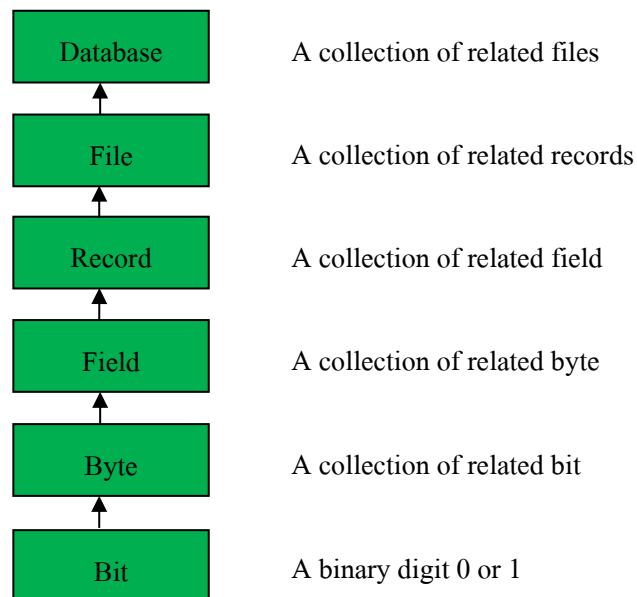 Database A collection of related files
File A collection of related records
Record A collection of related field
Field A collection of related byte
Byte A collection of related bit
Bit A binary digit 0 or 1